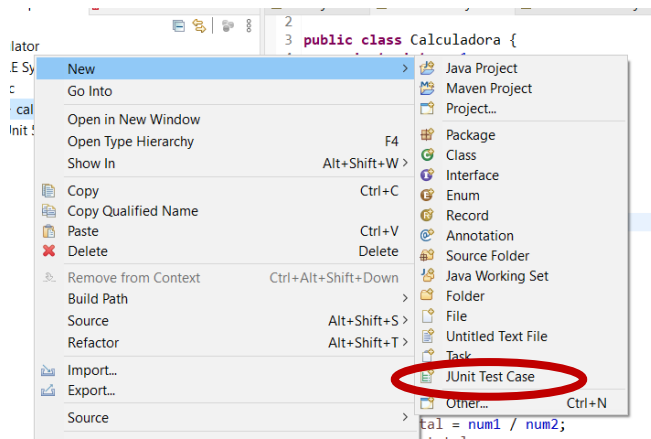 2
3 public class Calculadora {
lator
E Sy
c
cal
Unit 5
New
Go Into
Open in New Window
Open Type Hierarchy F4
Show In Alt+Shift+W >
Copy Ctrl+C
Copy Qualified Name
Paste Ctrl+V
Delete Delete
Remove from Context Ctrl+Alt+Shift+Down
Build Path >
Source Alt+Shift+S >
Refactor Alt+Shift+T >
Import...
Export...
Source >
Java Project
Maven Project
Project...
Package
Class
Interface
Enum
Record
Annotation
Source Folder
Java Working Set
Folder
File
Untitled Text File
Task
JUnit Test Case
Other... Ctrl+N
tal = num1 / num2;